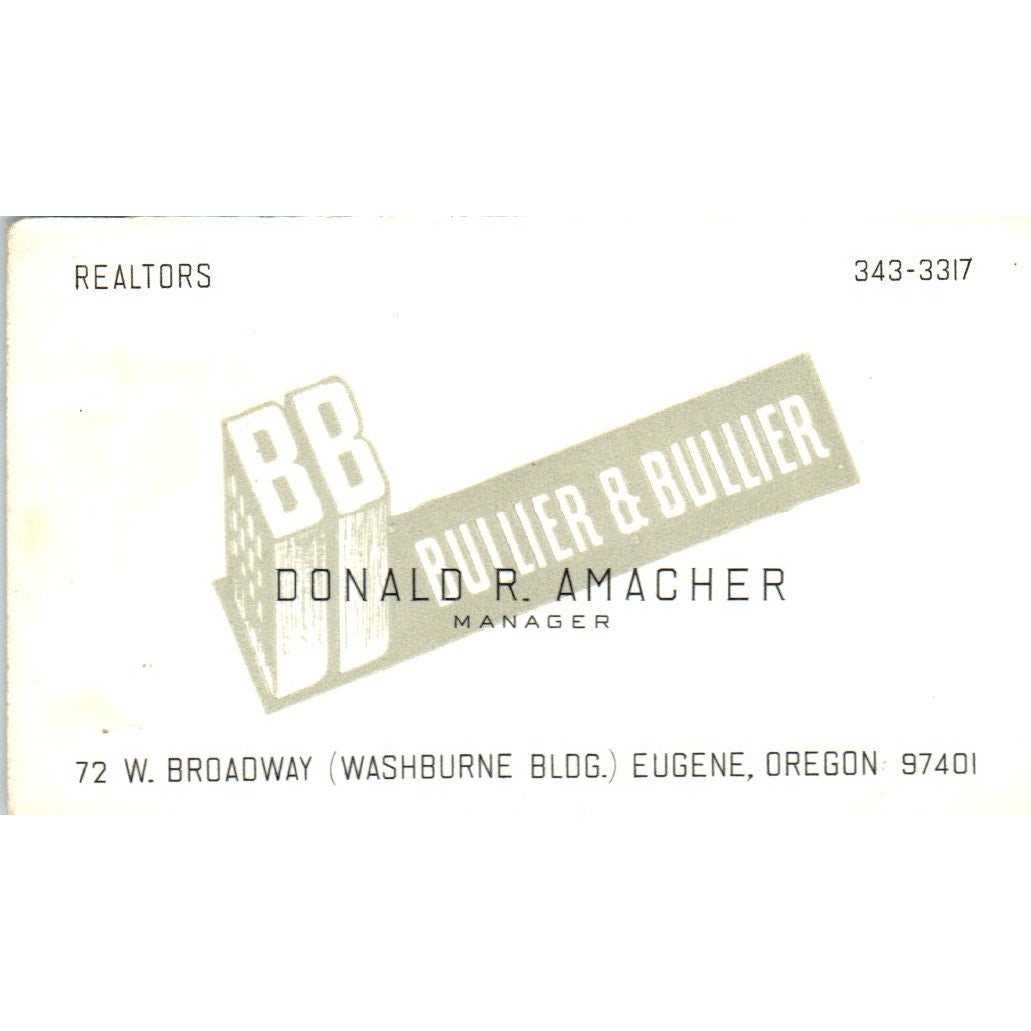 REALTORS
343-3317
BB
BULLIER & BULLIER
DONALD R. AMACHER
MANAGER
72 W. BROADWAY (WASHBURNE BLDG.) EUGENE, OREGON 97401